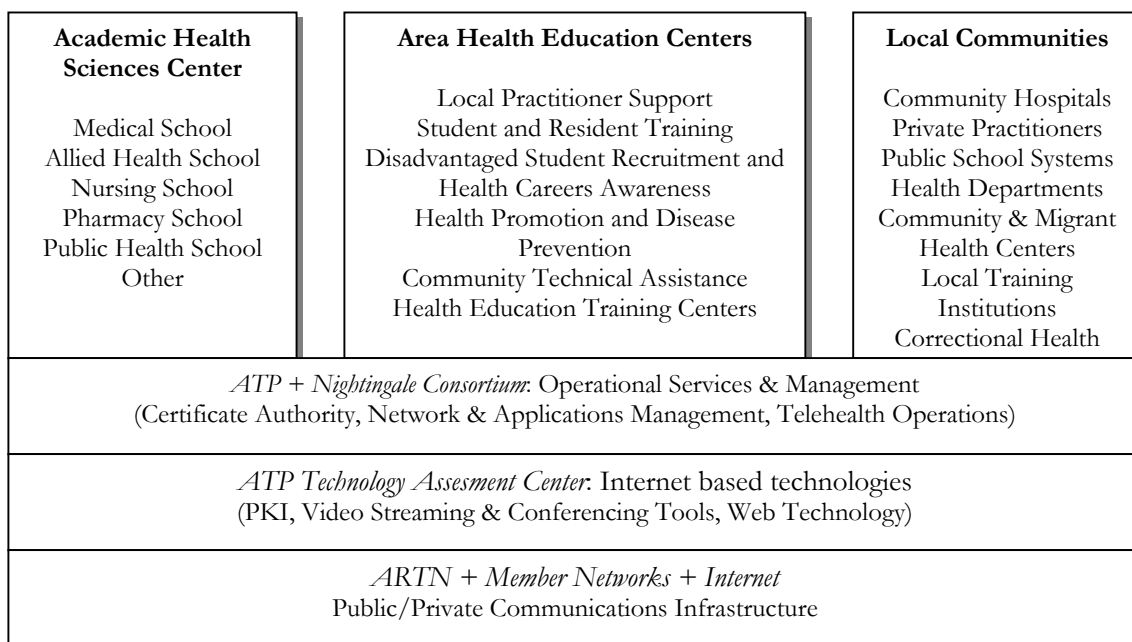 Academic Health
Sciences Center
Medical School
Allied Health School
Nursing School
Pharmacy School
Public Health School
Other
Area Health Education Centers
Local Practitioner Support
Student and Resident Training
Disadvantaged Student Recruitment and
Health Careers Awareness
Health Promotion and Disease
Prevention
Community Technical Assistance
Health Education Training Centers
Local Communities
Community Hospitals
Private Practitioners
Public School Systems
Health Departments
Community & Migrant
Health Centers
Local Training
Institutions
Correctional Health
ATP + Nightingale Consortium: Operational Services & Management
(Certificate Authority, Network & Applications Management, Telehealth Operations)
ATP Technology Assesment Center: Internet based technologies
(PKI, Video Streaming & Conferencing Tools, Web Technology)
ARTN + Member Networks + Internet
Public/Private Communications Infrastructure